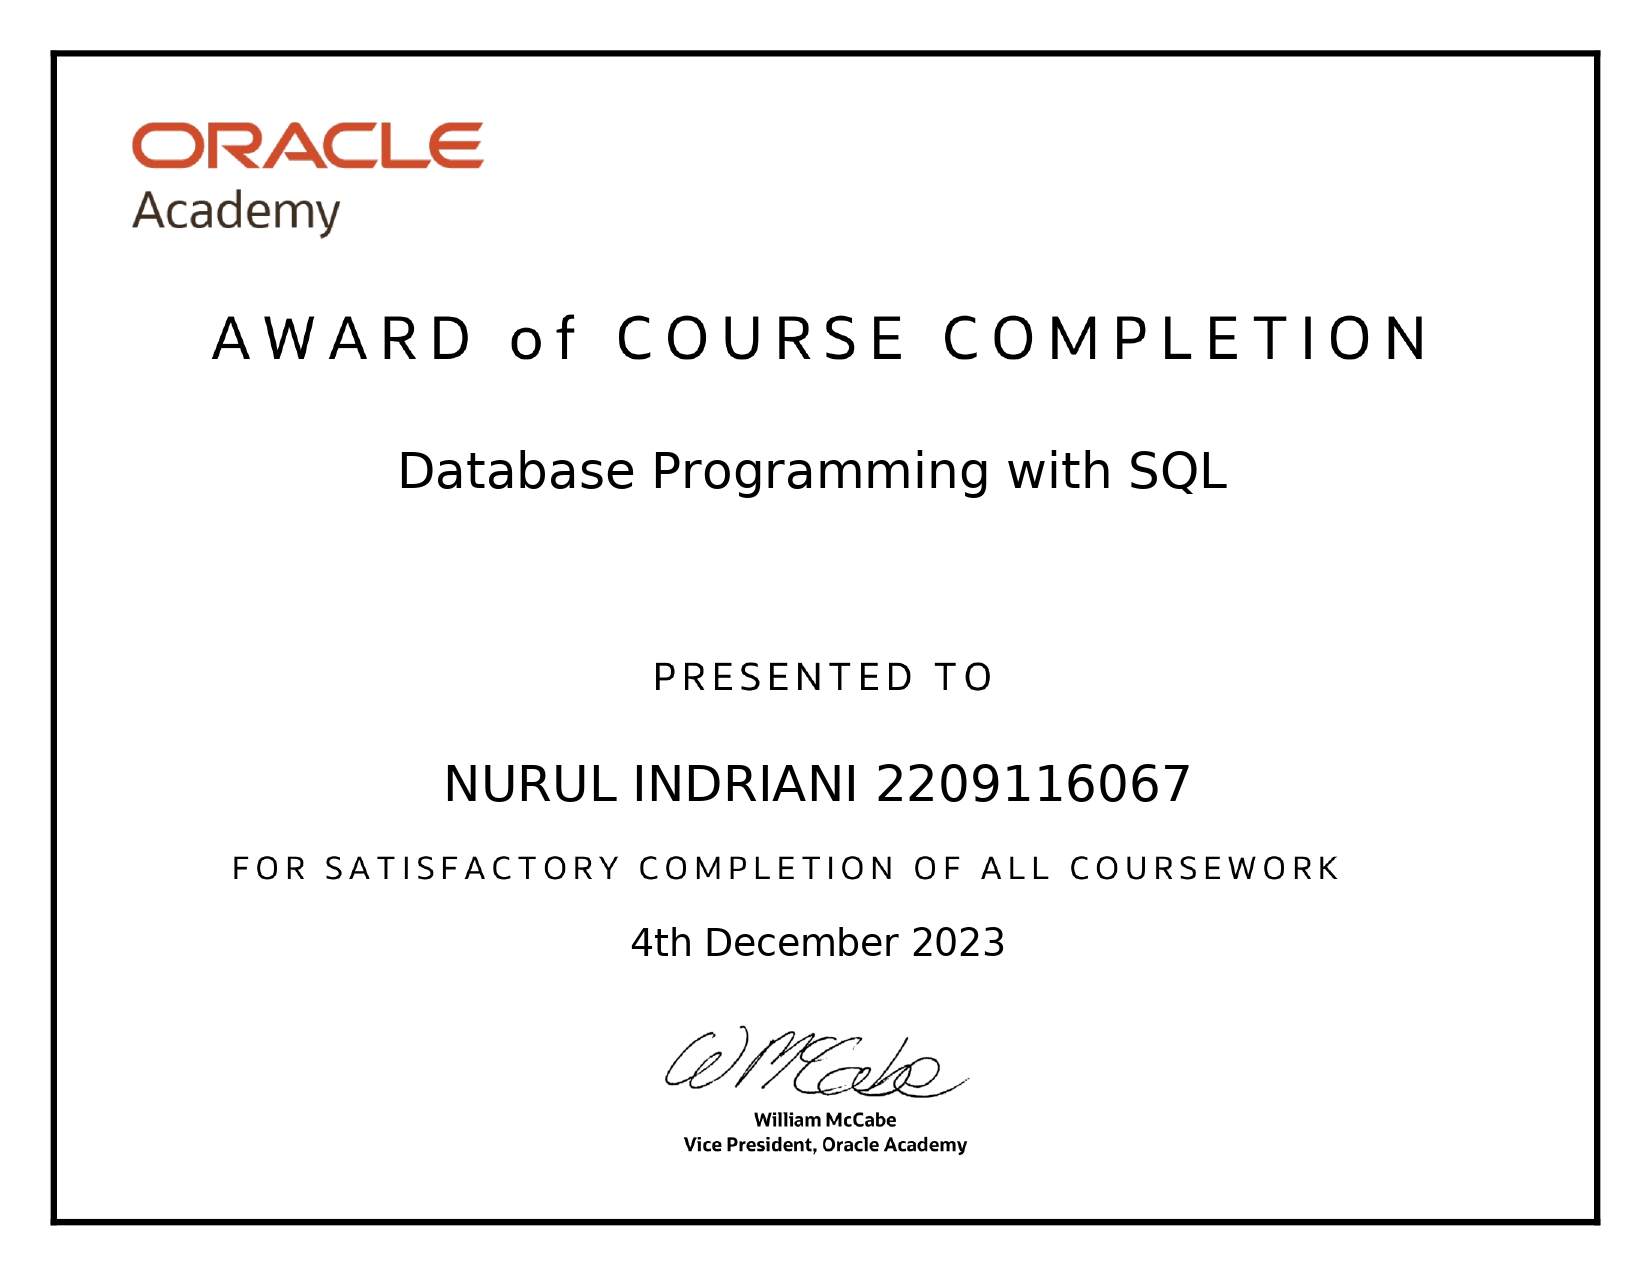 ORACLE
Academy
AWARD of COURSE COMPLETION
Database Programming with SQL
PRESENTED TO
NURUL INDRIANI 2209116067
FOR SATISFACTORY COMPLETION OF ALL COURSEWORK
4th December 2023
W McCabe
William McCabe
Vice President, Oracle Academy